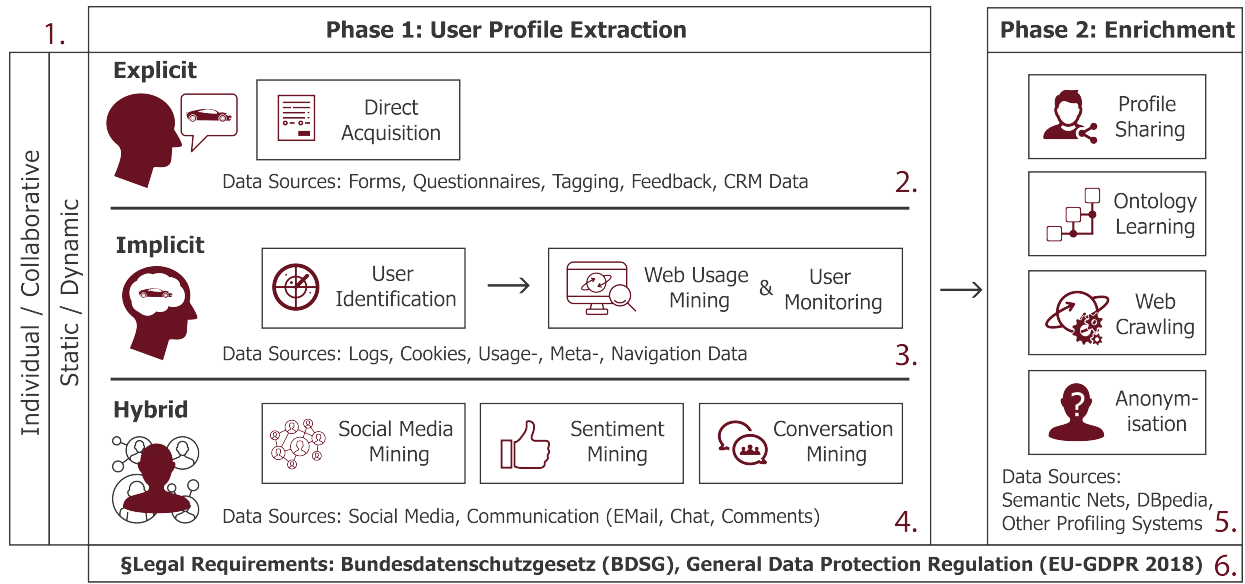 1.
Individual / Collaborative
Static / Dynamic
Phase 1: User Profile Extraction
Explicit
Direct
Acquisition
Data Sources: Forms, Questionnaires, Tagging, Feedback, CRM Data
2.
Implicit
User
Identification
Web Usage
Mining
&
User
Monitoring
Data Sources: Logs, Cookies, Usage-, Meta-, Navigation Data
3.
Hybrid
Social Media
Mining
Sentiment
Mining
Conversation
Mining
Data Sources: Social Media, Communication (EMail, Chat, Comments)
4.
Phase 2: Enrichment
Profile
Sharing
Ontology
Learning
Web
Crawling
?
Anonym-
isation
Data Sources:
Semantic Nets, DBpedia,
Other Profiling Systems
5.
§Legal Requirements: Bundesdatenschutzgesetz (BDSG), General Data Protection Regulation (EU-GDPR 2018)
6.